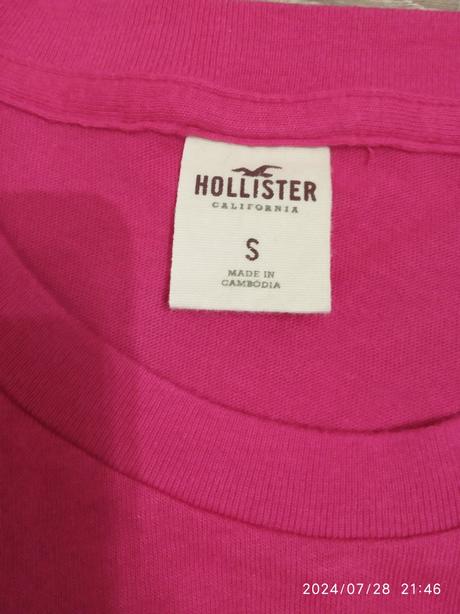 HOLLISTER
CALIFORNIA
S
MADE IN
CAMBODIA
2024/07/28 21:46